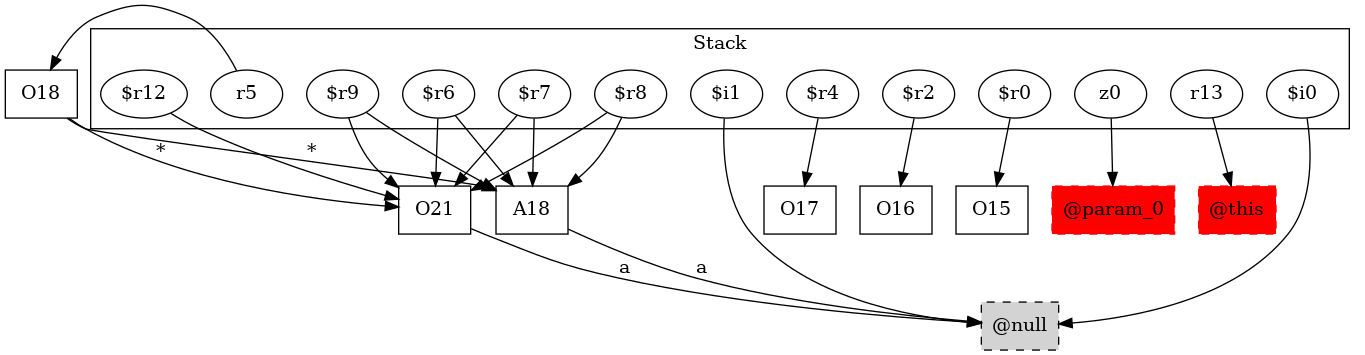 Stack
O18
$r12
r5
$r9
$r6
$r7
$r8
$i1
$r4
$r2
$r0
z0
r13
$i0
*
*
O21
A18
O17
O16
O15
@param_0
@this
a
a
@null